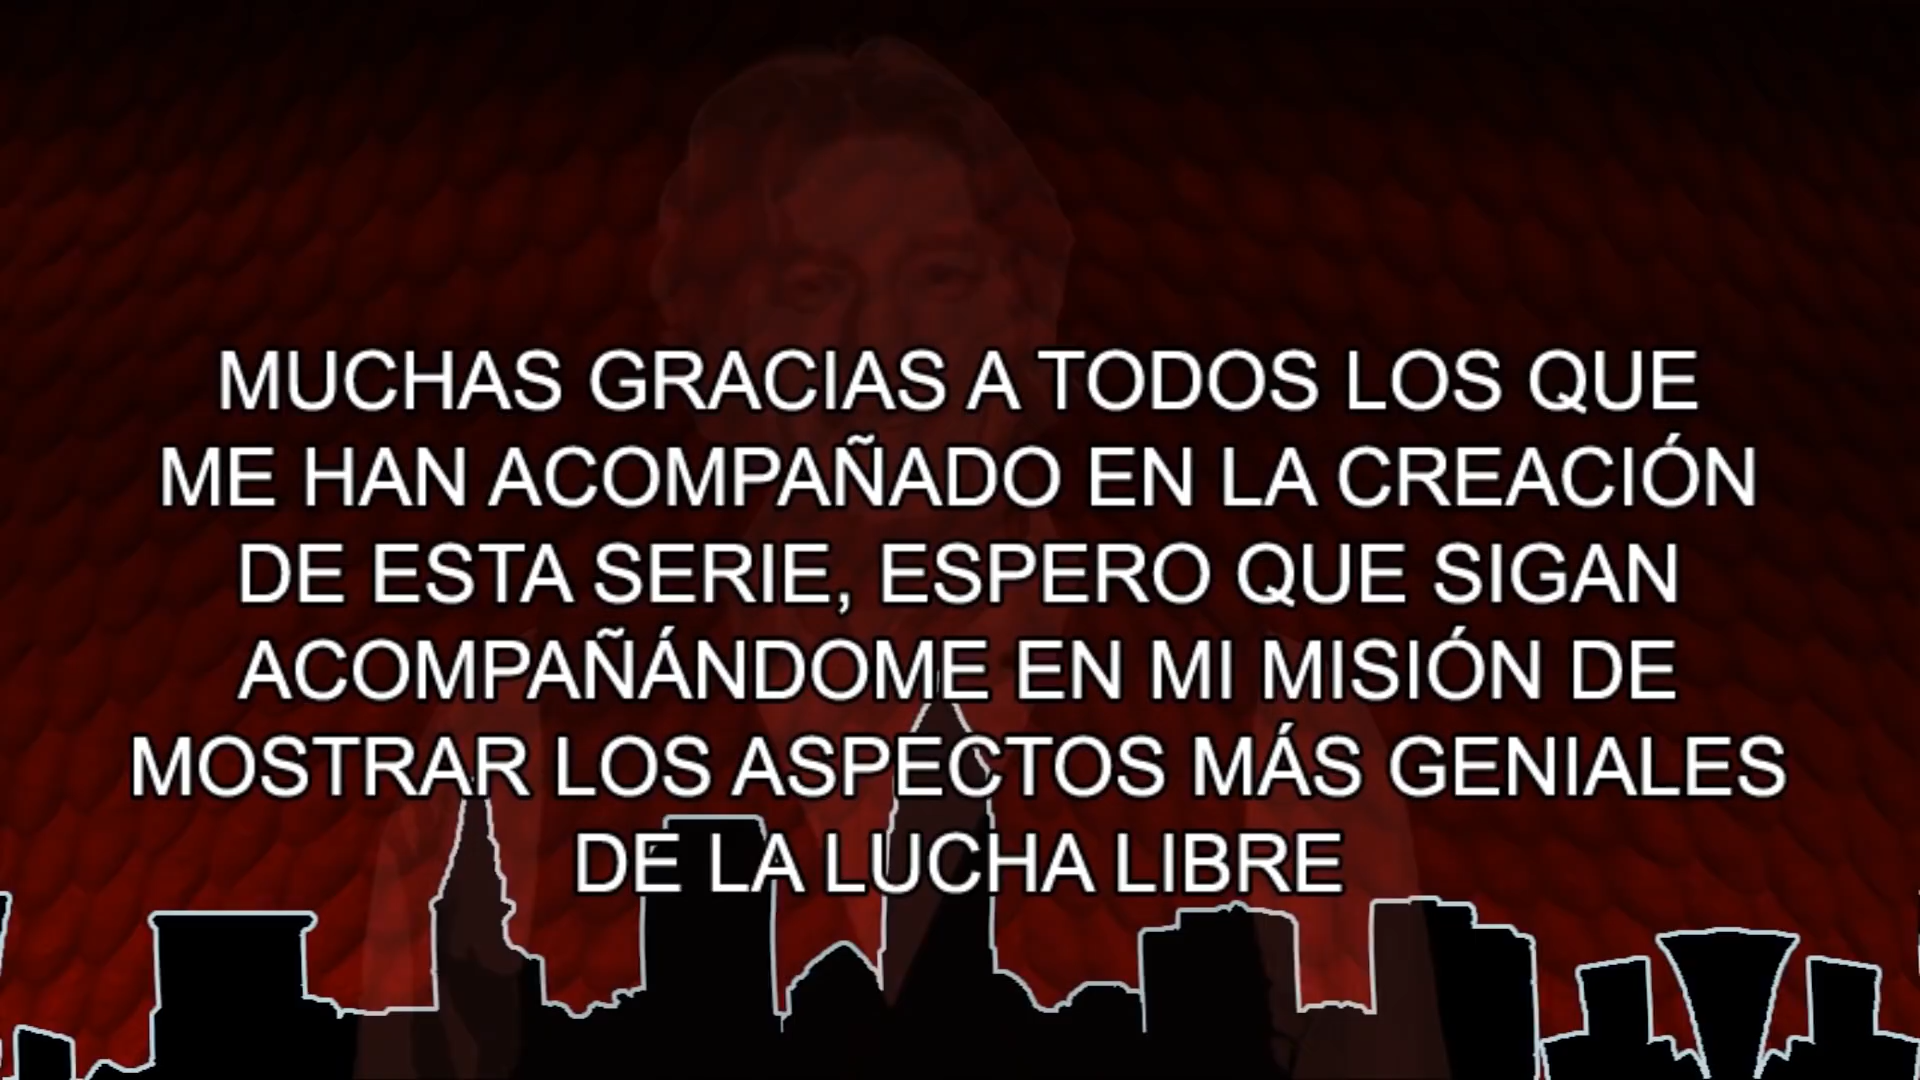 MUCHAS GRACIAS A TODOS LOS QUE
ME HAN ACOMPAÑADO EN LA CREACIÓN
DE ESTA SERIE, ESPERO QUE SIGAN
ACOMPAÑÁNDOME EN MI MISIÓN DE
MOSTRAR LOS ASPECTOS MÁS GENIALES
DE LA LUCHA LIBRE